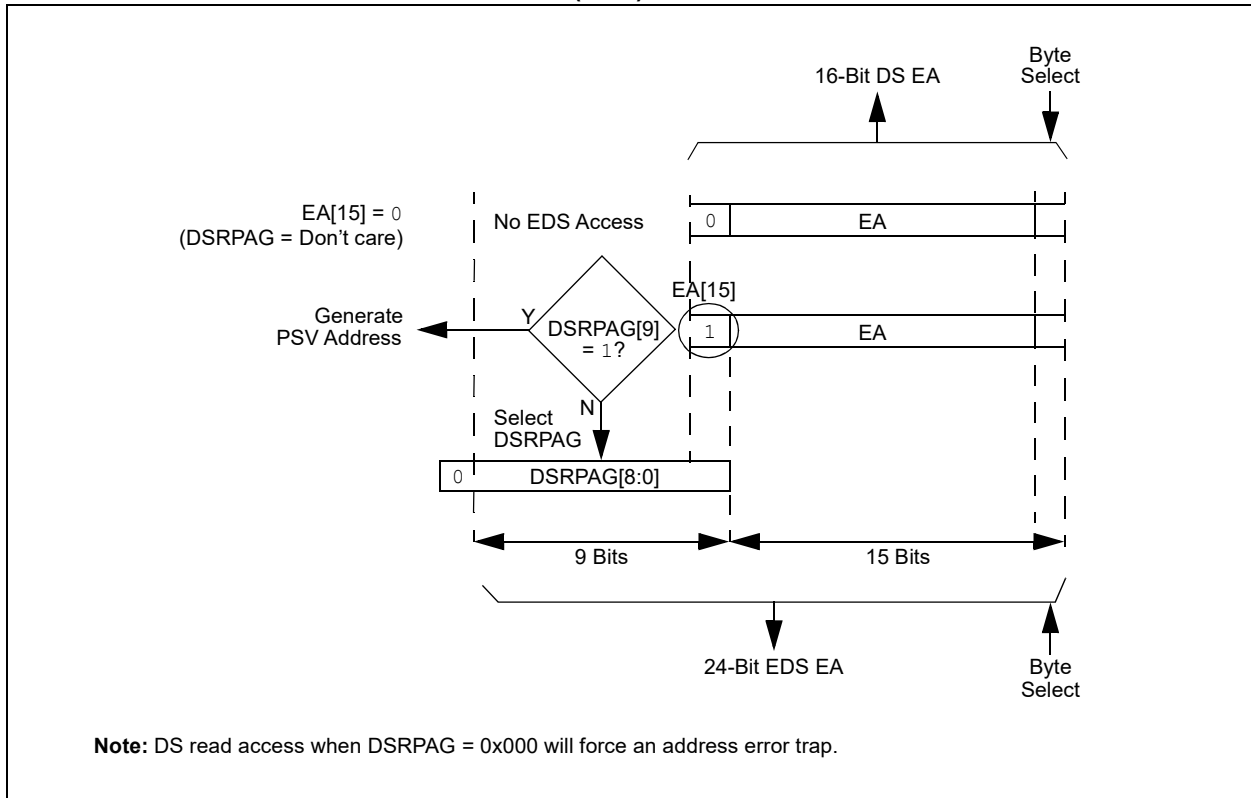 16-Bit DS EA
Byte
Select
EA[15] = 0
(DSRPAG = Don't care)
No EDS Access
0
EA
EA[15]
Generate
PSV Address
Y
DSRPAG[9]
= 1?
1
EA
N
Select
DSRPAG
0
DSRPAG[8:0]
9 Bits
15 Bits
24-Bit EDS EA
Byte
Select
Note: DS read access when DSRPAG = 0x000 will force an address error trap.